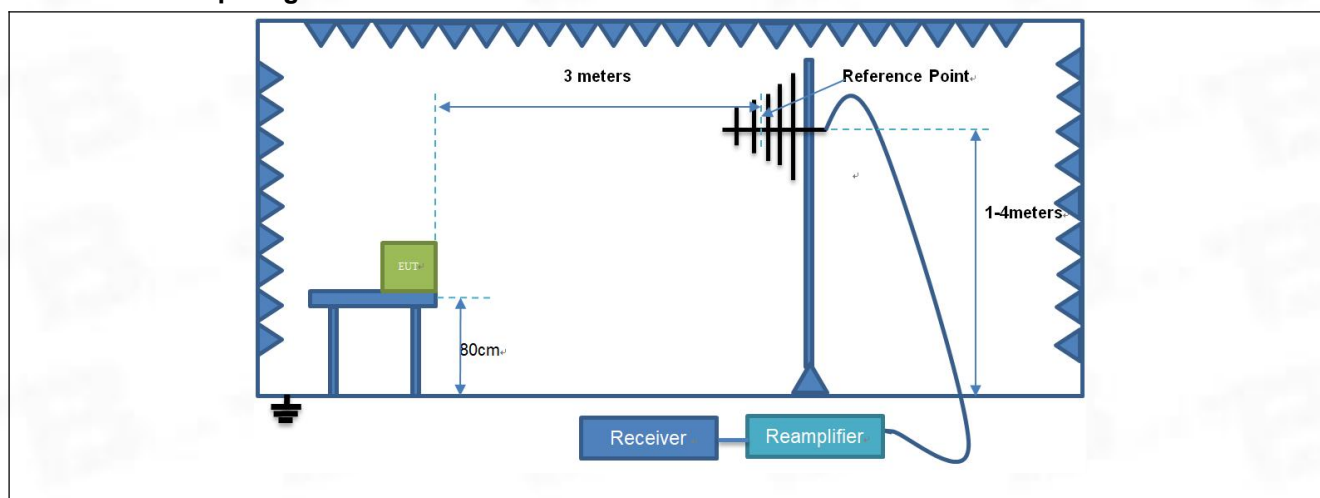 3 meters
Reference Point
1-4meters
EUT
80cm
Receiver
Reamplifier